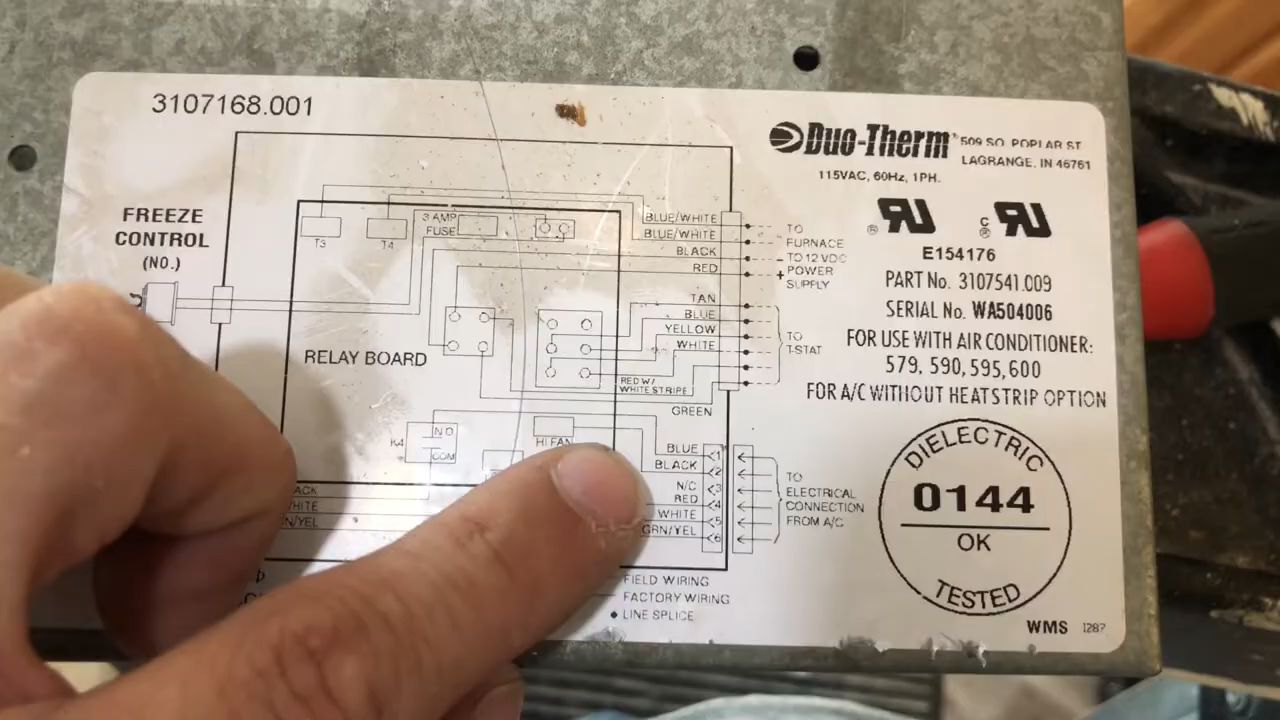 3107168.001
DUO-THERM® 509 SO. POPLAR ST
LAGRANGE, IN 46761
115VAC, 60Hz, 1PH.
FREEZE
CONTROL
(NO.)
T3
T4
3 AMP
FUSE
BLUE/WHITE
BLUE/WHITE
BLACK
RED
TO
FURNACE
– TO 12 VDC
+ POWER
SUPPLY
TAN
BLUE
YELLOW
WHITE
TO
T-STAT
RELAY BOARD
RED W/
WHITE STRIPE
GREEN
NO
COM
HI FAN
BLUE 1
BLACK 2
N/C 3
RED 4
WHITE 5
GRN/YEL 6
TO
ELECTRICAL
CONNECTION
FROM A/C
FIELD WIRING
FACTORY WIRING
• LINE SPLICE
® RU C ® RU
E154176
PART No. 3107541.009
SERIAL No. WA504006
FOR USE WITH AIR CONDITIONER:
579, 590, 595, 600
FOR A/C WITHOUT HEATSTRIP OPTION
DIELECTRIC
0144
OK
TESTED
WMS 1287